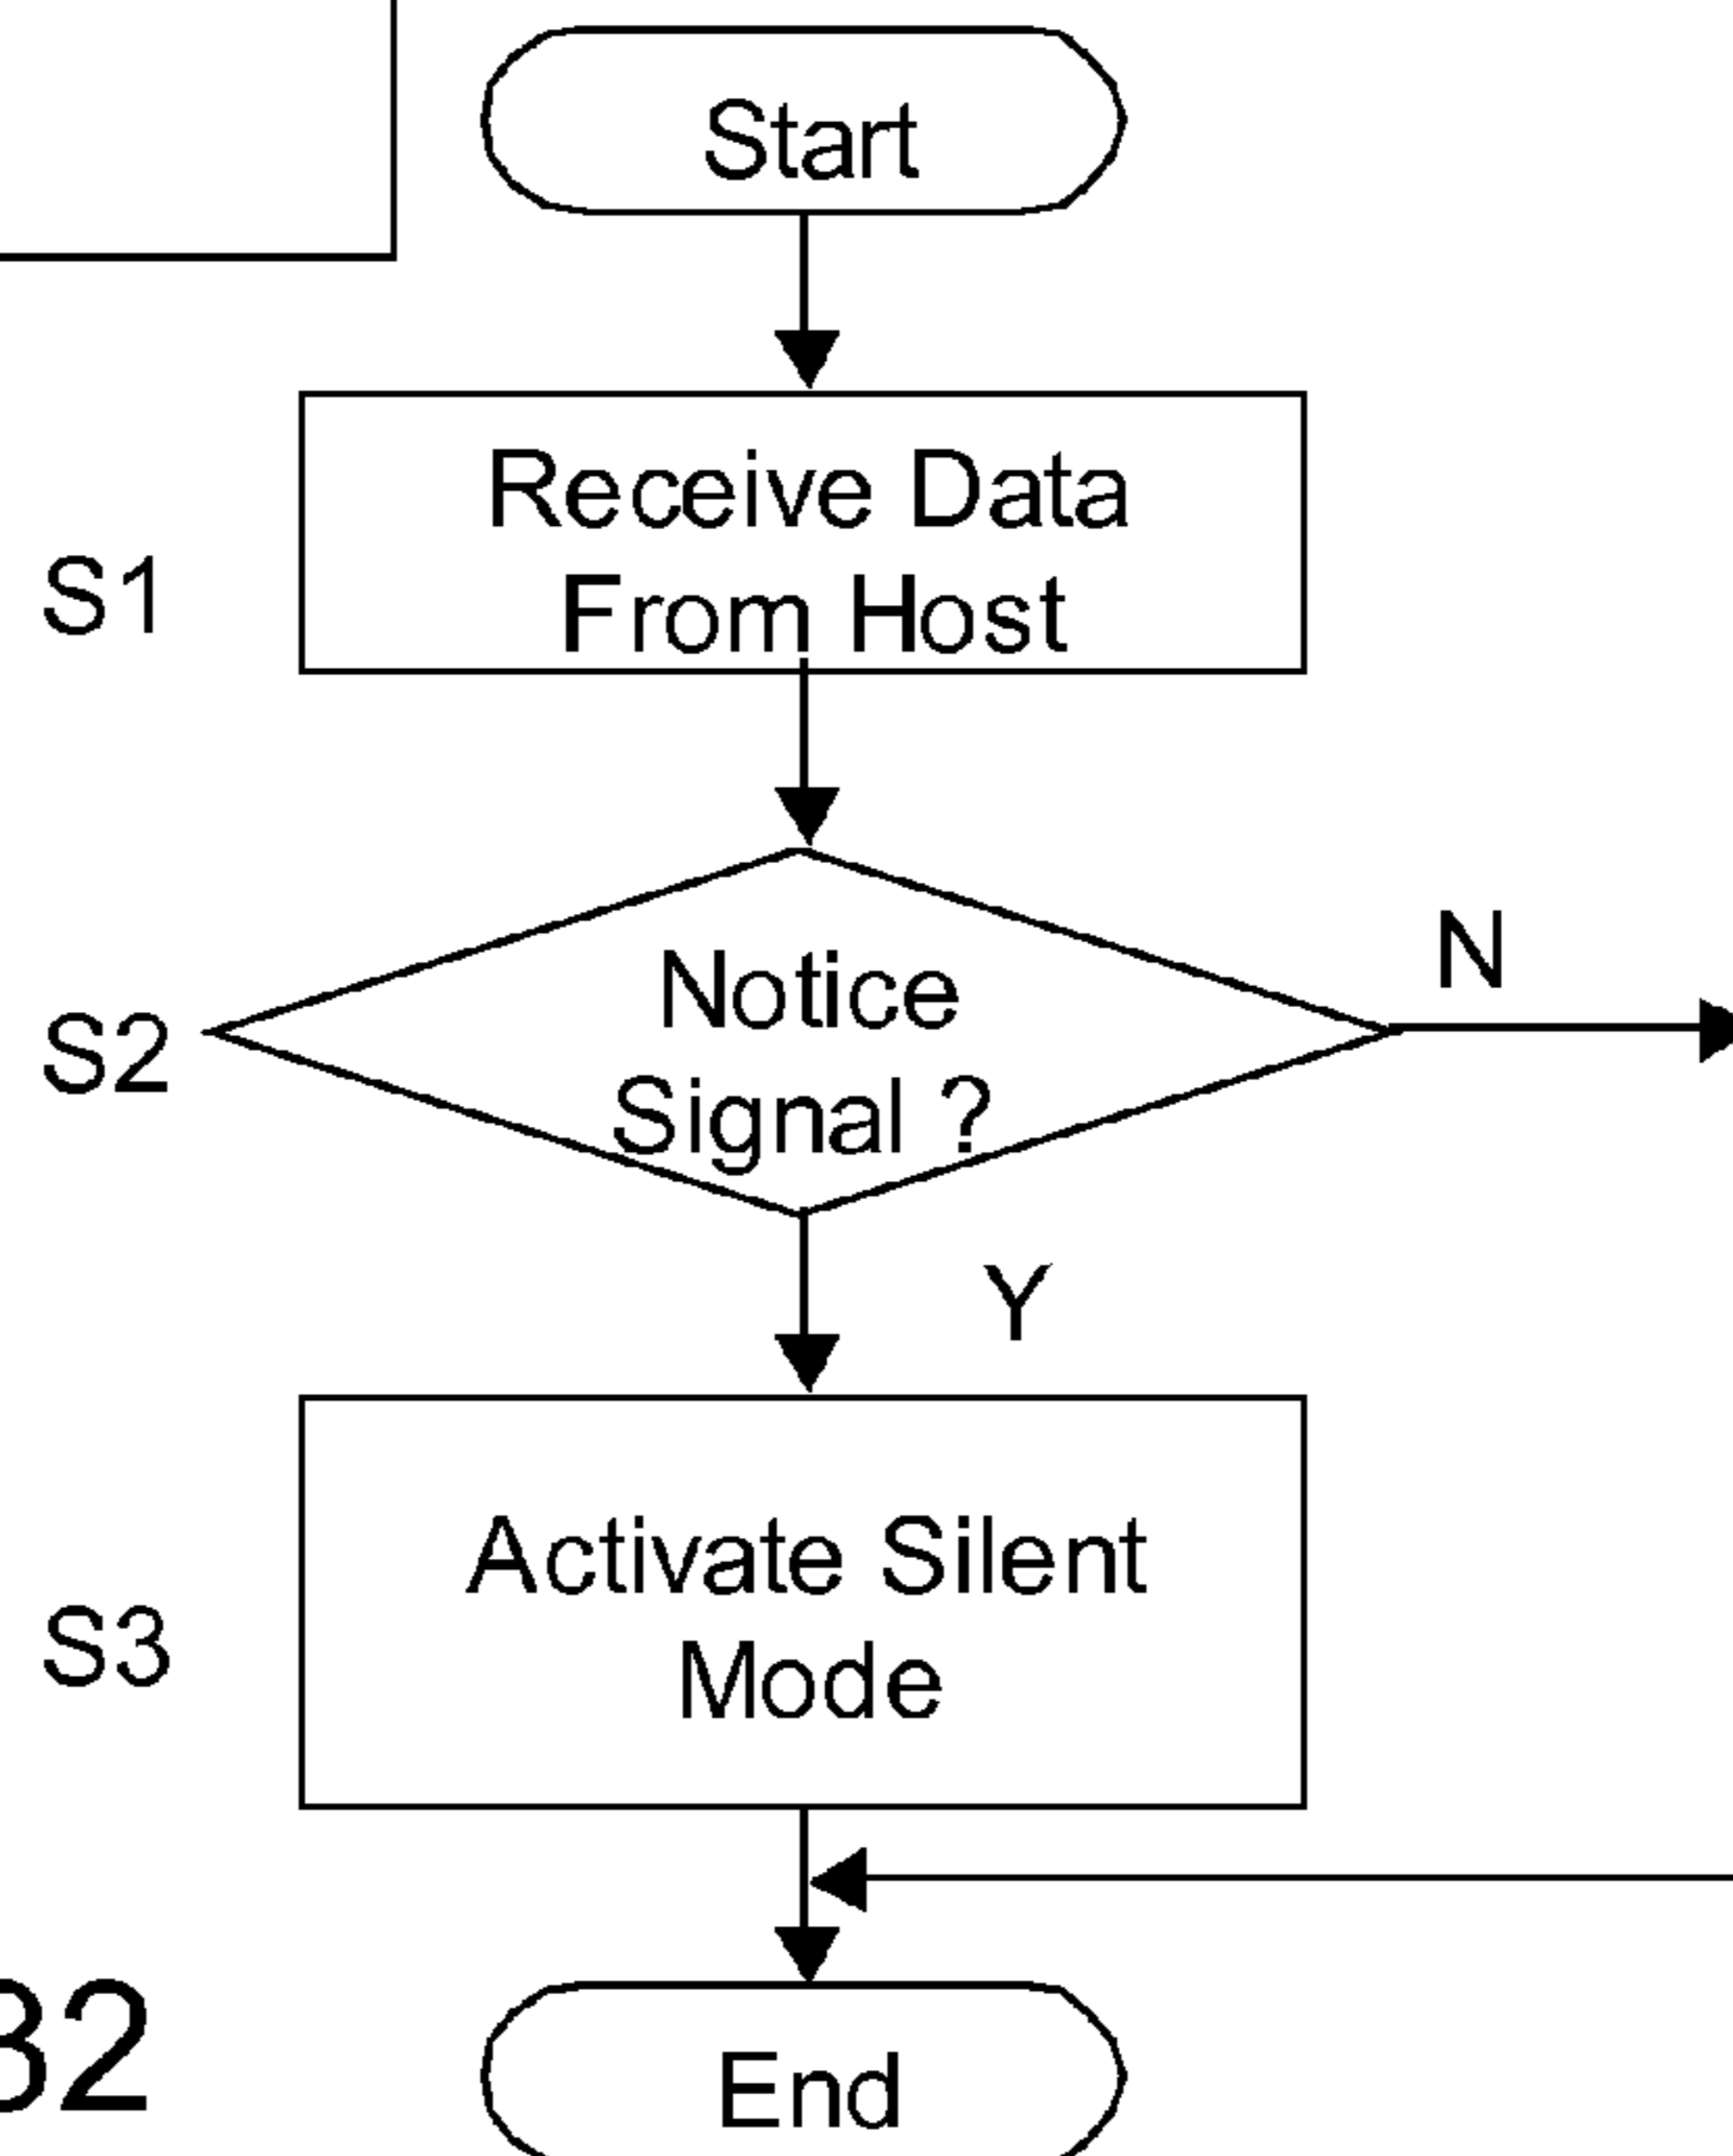 Start
Receive Data
From Host
S1
N
Notice
S2
Signal ?
Y
Activate Silent
S3
Mode
End